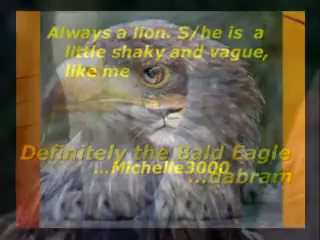 Always a lion. S/he is a
little shaky and vague,
like me
Definitely the Bald Eagle
...Michelle3000
...dabram